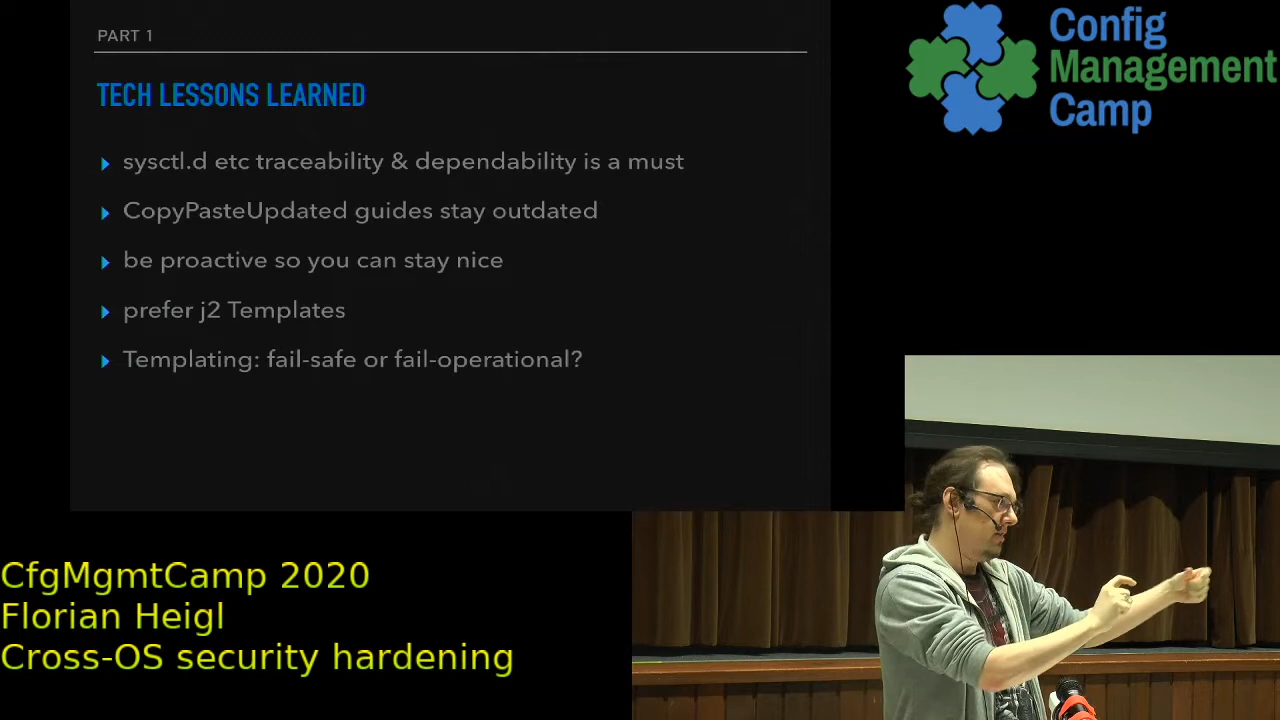 PART 1
TECH LESSONS LEARNED
sysctl.d etc traceability & dependability is a must
CopyPasteUpdated guides stay outdated
be proactive so you can stay nice
prefer j2 Templates
Templating: fail-safe or fail-operational?
Config
Management
Camp
CfgMgmtCamp 2020
Florian Heigl
Cross-OS security hardening